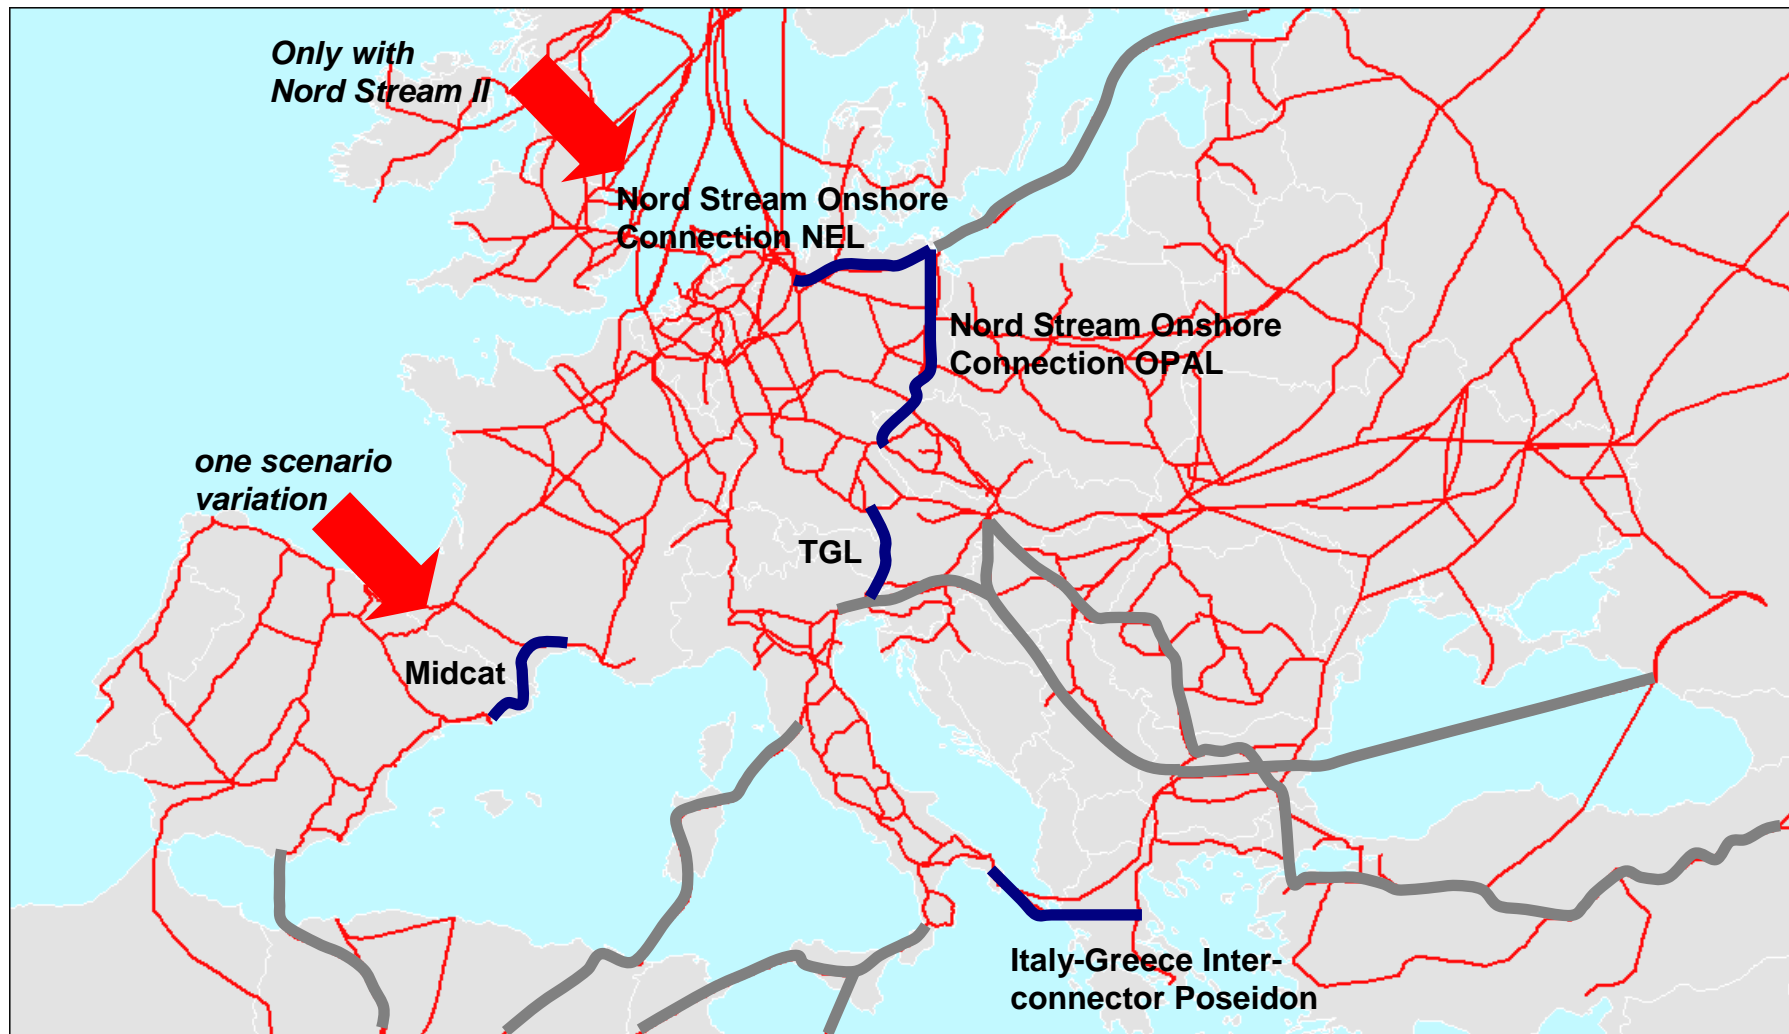 Only with
Nord Stream II
Nord Stream Onshore
Connection NEL
Nord Stream Onshore
Connection OPAL
one scenario
variation
TGL
Midcat
Italy-Greece Inter-
connector Poseidon